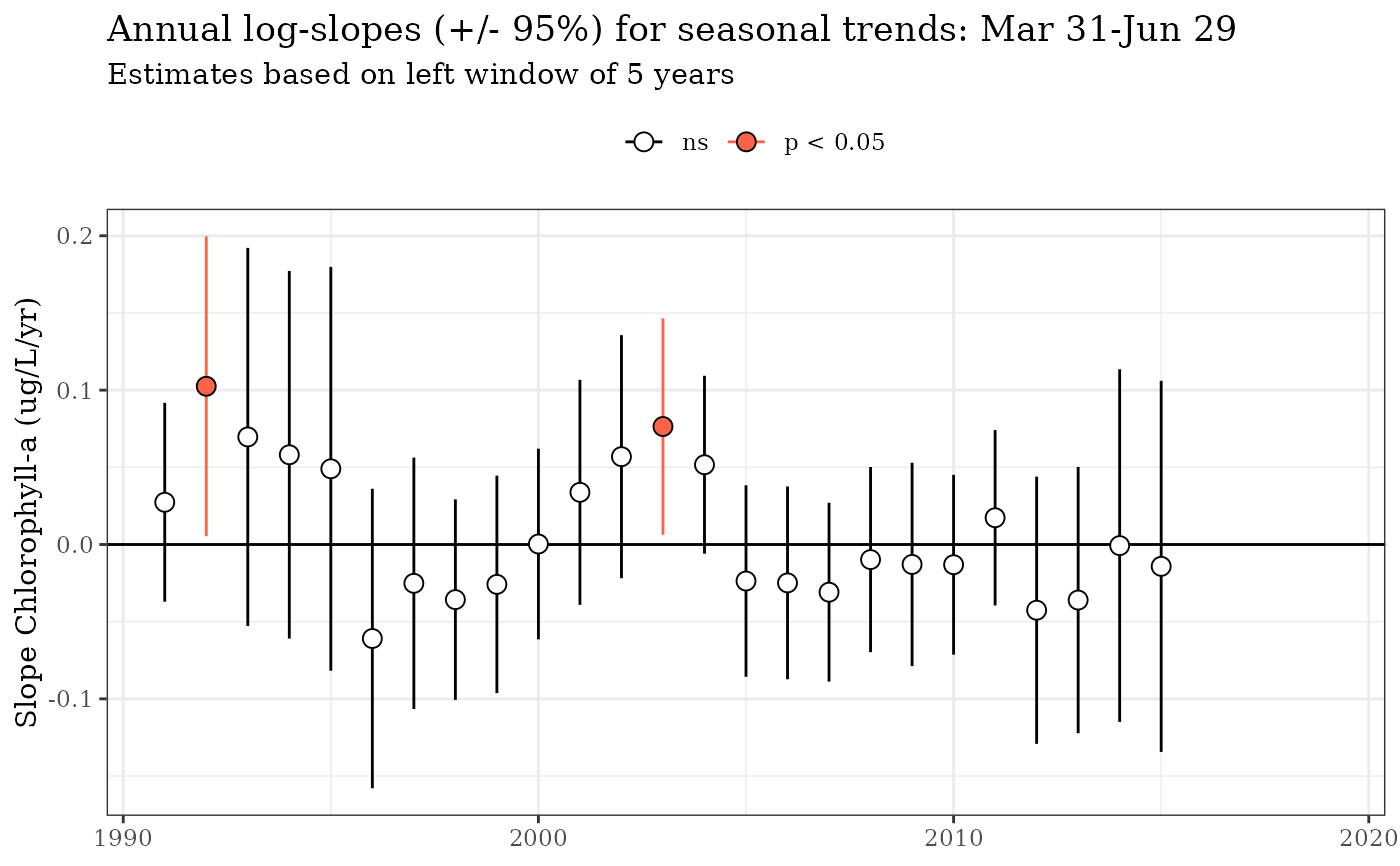 Annual log-slopes (+/- 95%) for seasonal trends: Mar 31-Jun 29
Estimates based on left window of 5 years
ns
p < 0.05
Slope Chlorophyll-a (ug/L/yr)
0.2
0.1
0.0
-0.1
1990
2000
2010
2020